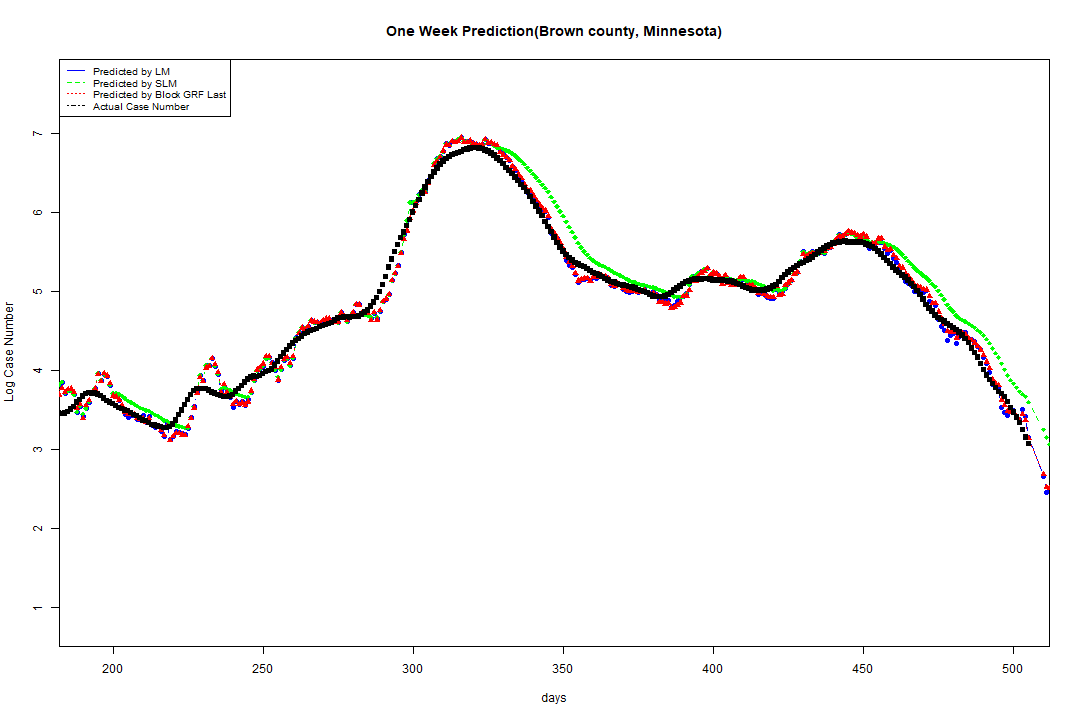 One Week Prediction(Brown county, Minnesota)
Predicted by LM
Predicted by SLM
Predicted by Block GRF Last
Actual Case Number
7
6
5
4
3
2
1
Log Case Number
200 250 300 350 400 450 500
days